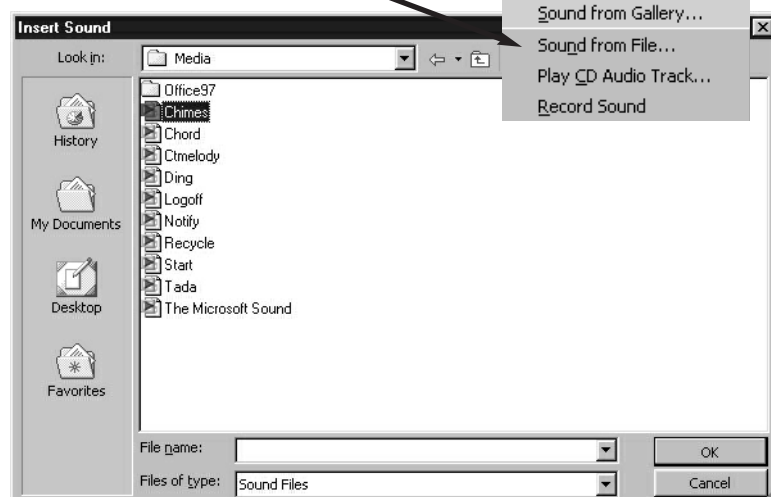 Sound from Gallery...
Sound from File...
Play CD Audio Track...
Record Sound
Insert Sound
Look in:
Media
Office97
Chimes
Chord
Ctmelody
Ding
Logoff
Notify
Recycle
Start
Tada
The Microsoft Sound
History
My Documents
Desktop
Favorites
File name:
OK
Files of type:
Sound Files
Cancel